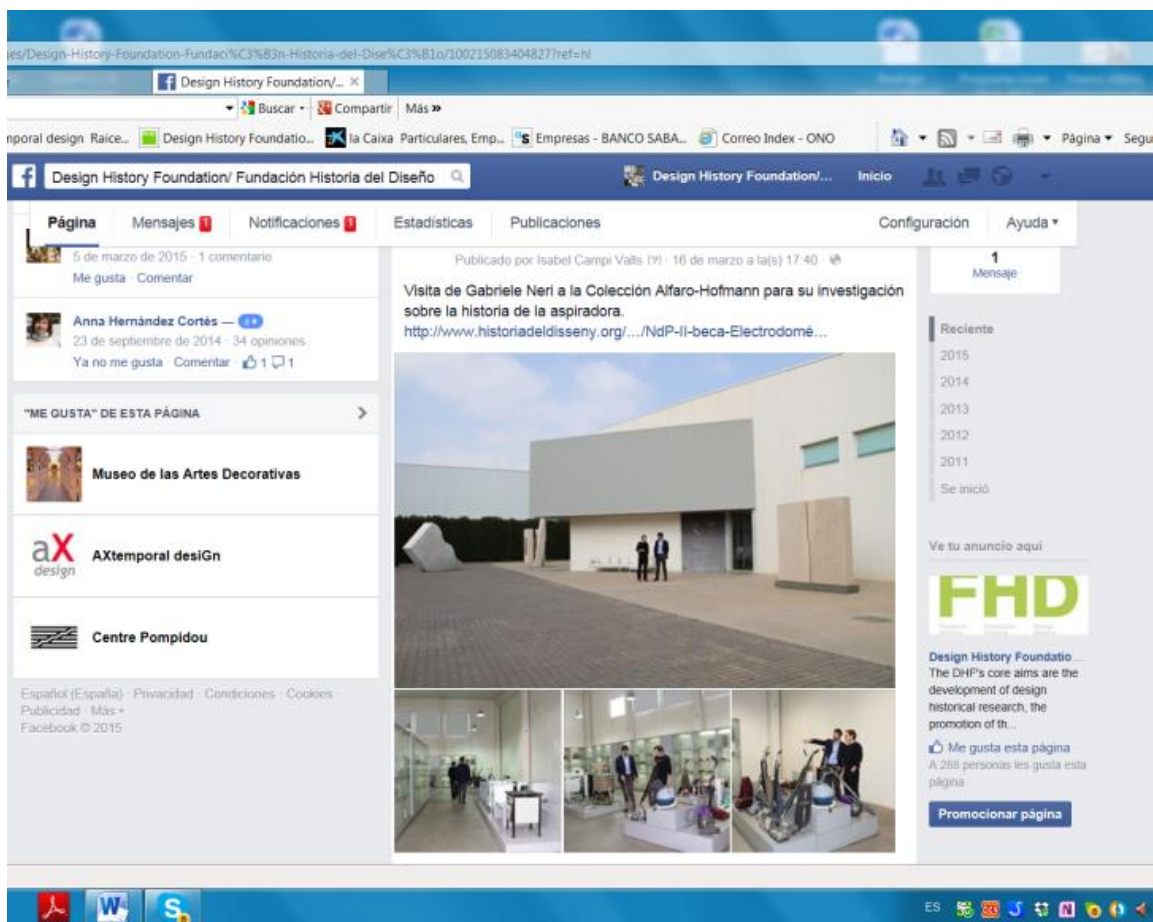 es/Design-History-Foundation-Fundaci%C3%B3n-Historia-del-Dise%C3%B1o/100215083404827?ref=hl
Design History Foundation/... ×
Buscar Compartir Más »
mporal design Raice... Design History Foundatio... la Caixa Particulares, Emp... Empresas - BANCO SABA... Correo Index - ONO Página Segu
Design History Foundation/ Fundación Historia del Diseño
Design History Foundation/... Inicio
Página Mensajes 1 Notificaciones 1 Estadísticas Publicaciones Configuración Ayuda
5 de marzo de 2015 · 1 comentario
Me gusta · Comentar
Anna Hernández Cortés —
23 de septiembre de 2014 · 34 opiniones
Ya no me gusta · Comentar · 1 1
"ME GUSTA" DE ESTA PÁGINA
Museo de las Artes Decorativas
aX
design
AXtemporal desiGn
Centre Pompidou
Español (España) · Privacidad · Condiciones · Cookies ·
Publicidad · Más
Facebook © 2015
Publicado por Isabel Campi Valls [?] · 16 de marzo a la(s) 17:40 ·
Visita de Gabriele Neri a la Colección Alfaro-Hofmann para su investigación
sobre la historia de la aspiradora.
http://www.historiadeldisseny.org/.../NdP-II-beca-Electrodomé...
1
Mensaje
Reciente
2015
2014
2013
2012
2011
Se inició
Ve tu anuncio aquí
FHD
Design History Foundatio...
The DHF's core aims are the
development of design
historical research, the
promotion of th...
Me gusta esta página
A 288 personas les gusta esta
página.
Promocionar página
ES